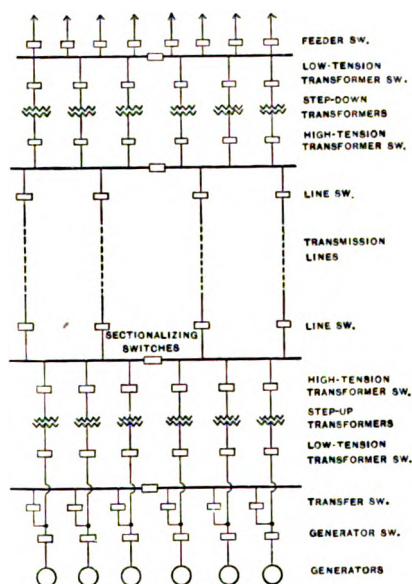 FEEDER SW.
LOW-TENSION
TRANSFORMER SW.
STEP-DOWN
TRANSFORMERS
HIGH-TENSION
TRANSFORMER SW.
LINE SW.
TRANSMISSION
LINES
LINE SW.
SECTIONALIZING
SWITCHES
HIGH-TENSION
TRANSFORMER SW.
STEP-UP
TRANSFORMERS
LOW-TENSION
TRANSFORMER SW.
TRANSFER SW.
GENERATOR SW.
GENERATORS